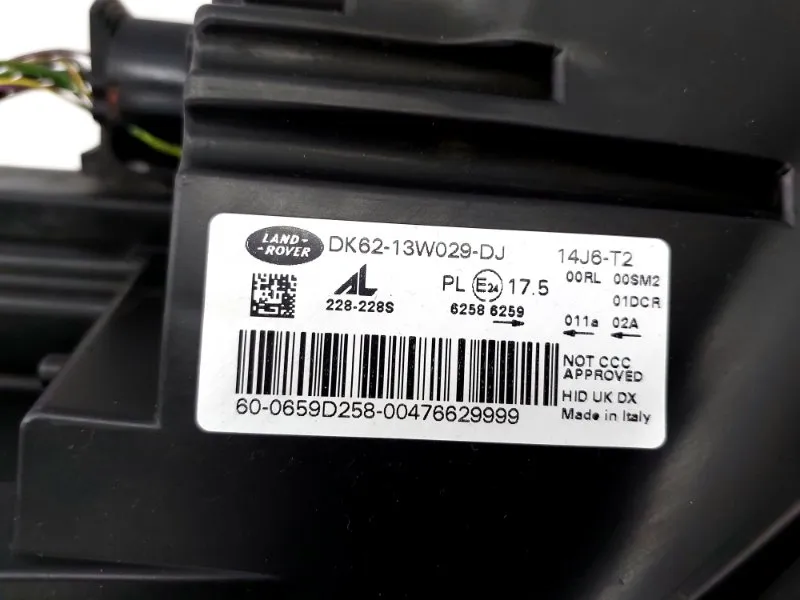 LAND-
-ROVER
DK62-13W029-DJ
14J6-T2
AL
228-228S
PL E24 17.5
6258 6259
00RL 00SM2
01DCR
011a 02A
NOT CCC
APPROVED
HID UK DX
Made in Italy
60-0659D258-00476629999